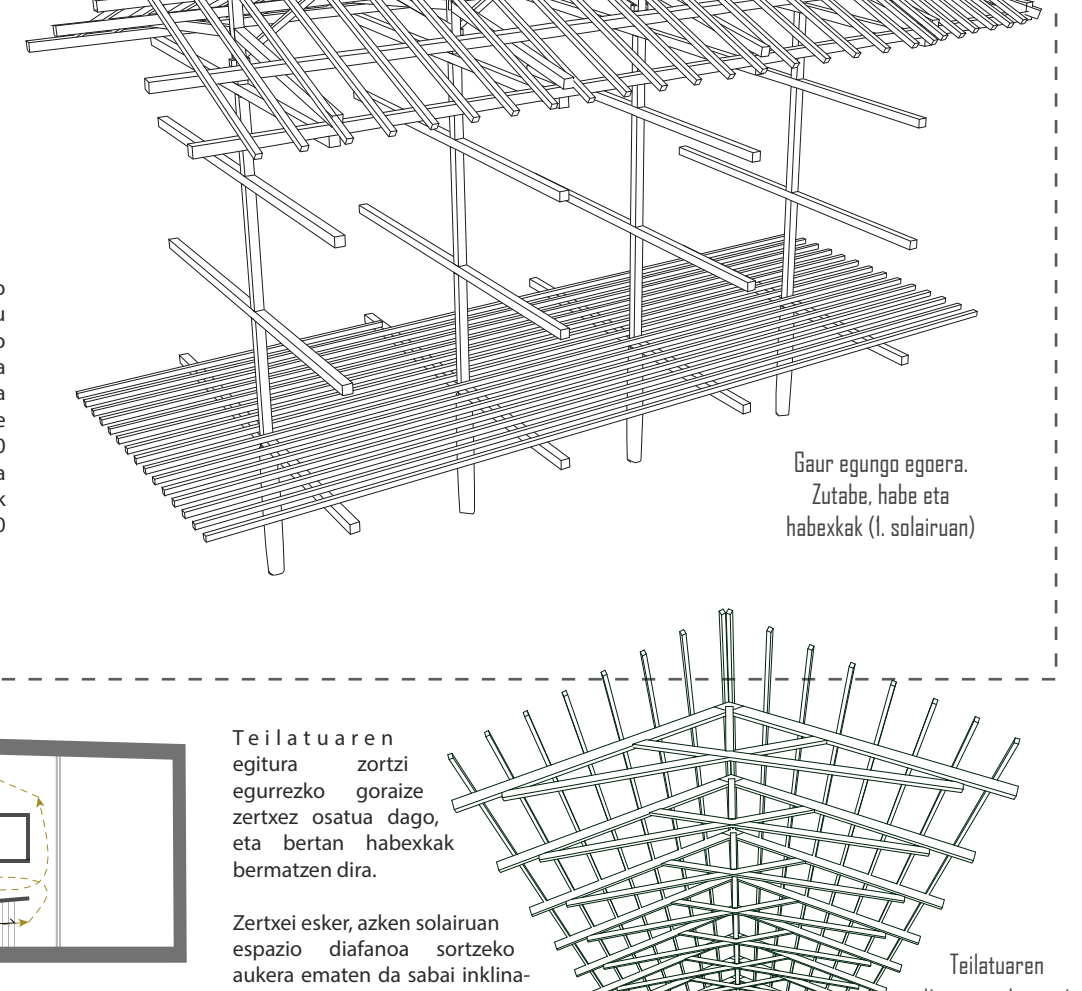 Gaur egungo egoera.
Zutabe, habe eta
habexkak (1. solairuan)
Teilatuaren
egitura zortzi
egurrezko goraize
zertxez osatua dago,
eta bertan habexkak
bermatzen dira.
Zertxei esker, azken solairuan
espazio diafanoa sortzeko
aukera ematen da sabai inklina-
Teilatuaren